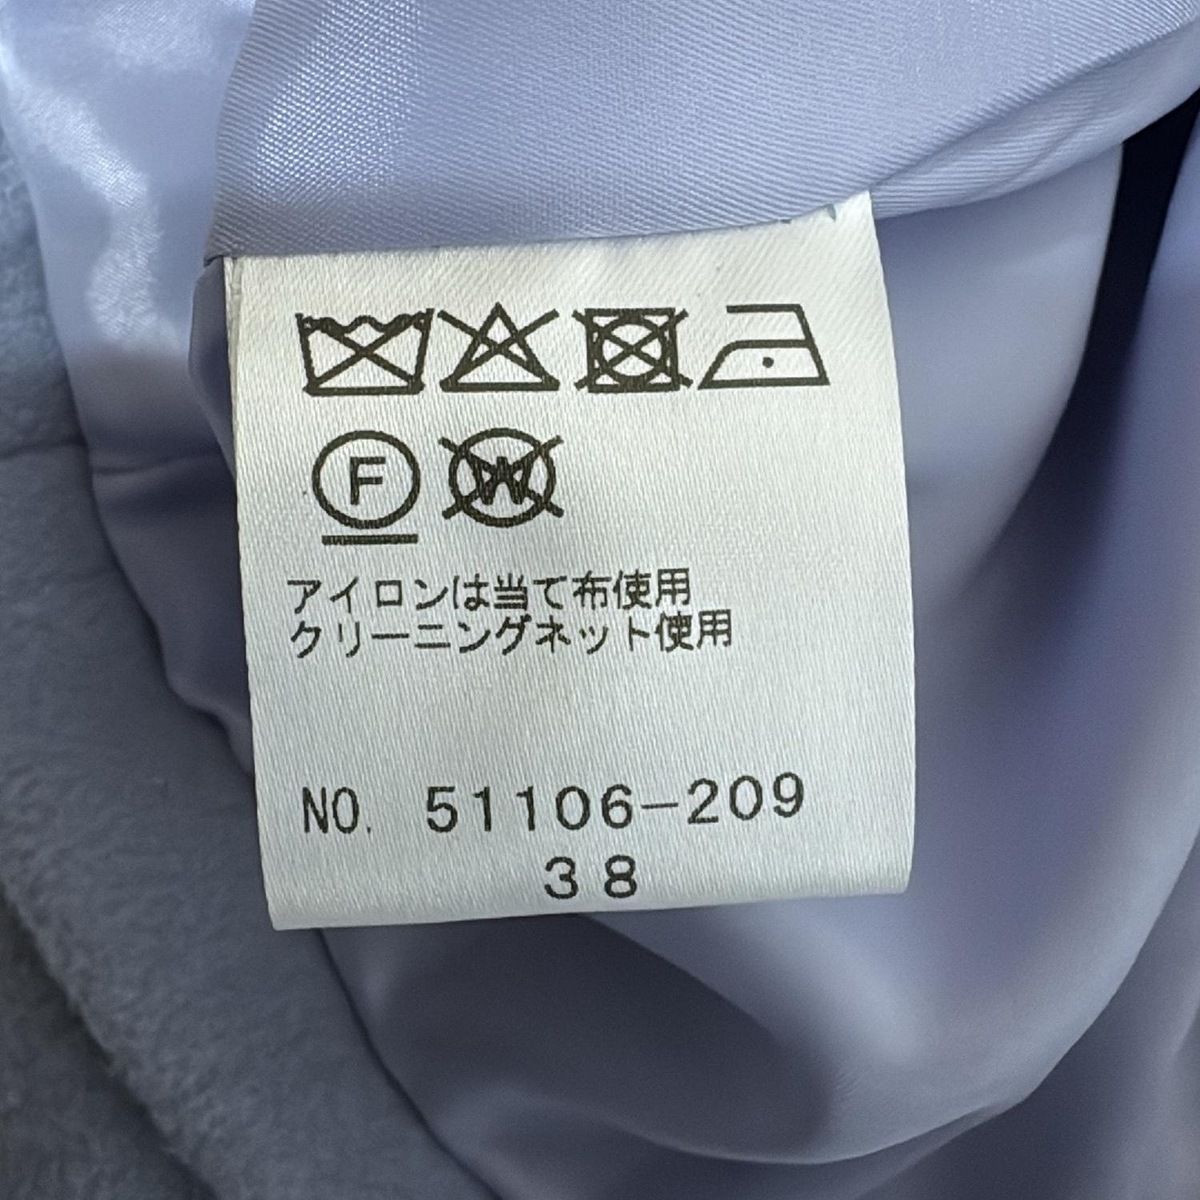 F W
アイロンは当て布使用
クリーニングネット使用
NO. 51106-209
38